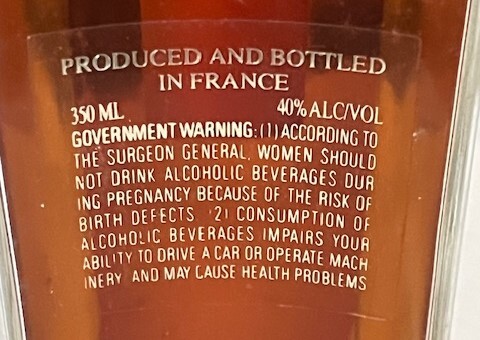 PRODUCED AND BOTTLED
IN FRANCE
350 ML 40% ALC/VOL
GOVERNMENT WARNING: (1) ACCORDING TO
THE SURGEON GENERAL, WOMEN SHOULD
NOT DRINK ALCOHOLIC BEVERAGES DUR
ING PREGNANCY BECAUSE OF THE RISK OF
BIRTH DEFECTS (2) CONSUMPTION OF
ALCOHOLIC BEVERAGES IMPAIRS YOUR
ABILITY TO DRIVE A CAR OR OPERATE MACH
INERY AND MAY CAUSE HEALTH PROBLEMS